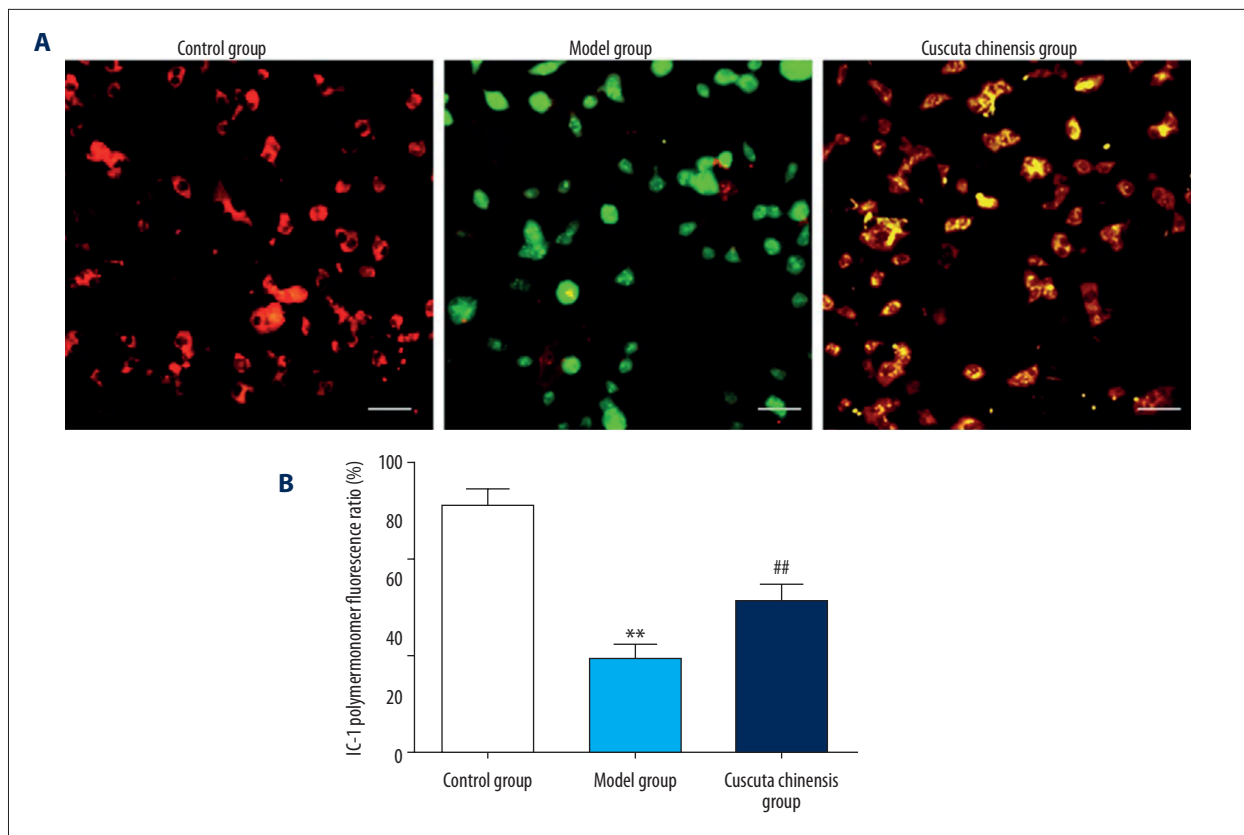 A
Control group
Model group
Cuscuta chinensis group
B
IC-1 polymermonomer fluorescence ratio (%)
100
80
60
40
20
0
**
##
Control group
Model group
Cuscuta chinensis
group